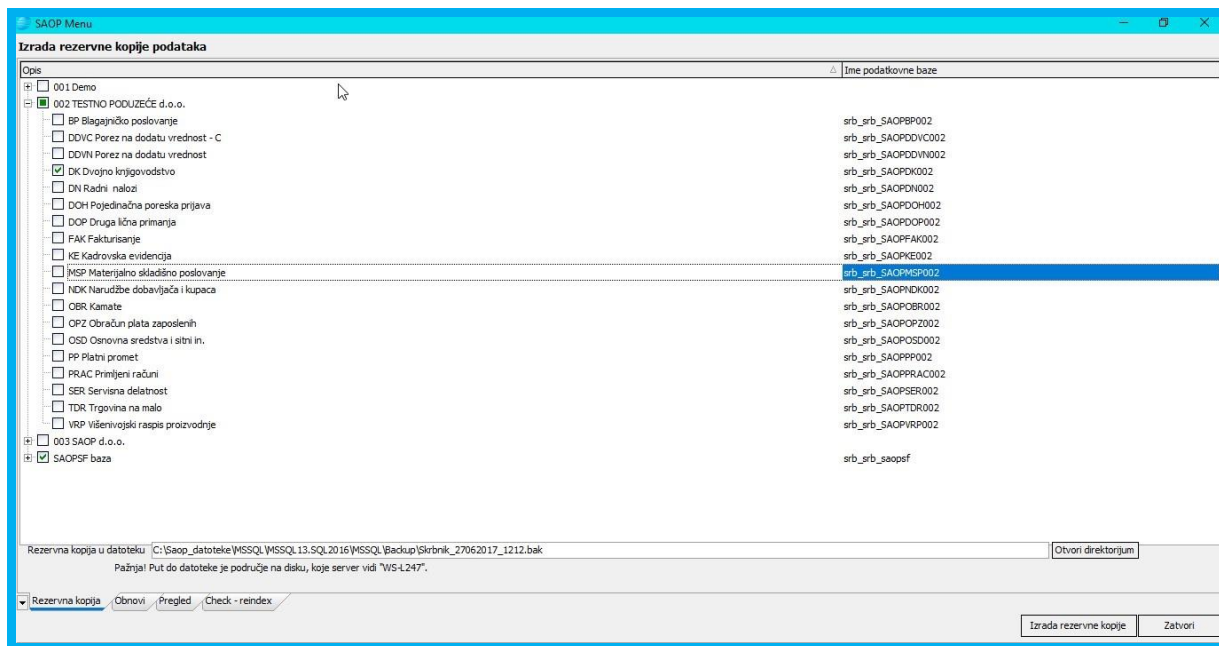 SAOP Menu
Izrada rezervne kopije podataka
Opis Ime podatkovne baze
001 Demo
002 TESTNO PODUZEĆE d.o.o.
BP Blagajničko poslovanje srb_srb_SAOPBP002
DDVC Porez na dodatu vrednost - C srb_srb_SAOPDDVC002
DDVN Porez na dodatu vrednost srb_srb_SAOPDDVN002
DK Dvojno knjigovodstvo srb_srb_SAOPDK002
DN Radni nalozi srb_srb_SAOPDN002
DOH Pojedinačna poreska prijava srb_srb_SAOPDOH002
DOP Druga lična primanja srb_srb_SAOPDOP002
FAK Fakturisanje srb_srb_SAOPFAK002
KE Kadrovska evidencija srb_srb_SAOPKE002
MSP Materijalno skladišno poslovanje srb_srb_SAOPMSP002
NDK Narudžbe dobavljača i kupaca srb_srb_SAOPNDK002
OBR Kamate srb_srb_SAOPOBR002
OPZ Obračun plata zaposlenih srb_srb_SAOPOPZ002
OSD Osnovna sredstva i sitni in. srb_srb_SAOPOSD002
PP Platni promet srb_srb_SAOPPP002
PRAC Primljeni računi srb_srb_SAOPPRAC002
SER Servisna delatnost srb_srb_SAOPSER002
TDR Trgovina na malo srb_srb_SAOPTDR002
VRP Višenivojski raspis proizvodnje srb_srb_SAOPVRP002
003 SAOP d.o.o.
SAOPSF baza srb_srb_saopsf
Rezervna kopija u datoteku C:\Saop_datoteke\MSSQL\MSSQL13.SQL2016\MSSQL\Backup\Skrbnik_27062017_1212.bak Otvori direktorijum
Pažnja! Put do datoteke je područje na disku, koje server vidi "WS-L247".
Rezervna kopija Obnovi Pregled Check - reindex
Izrada rezervne kopije Zatvori